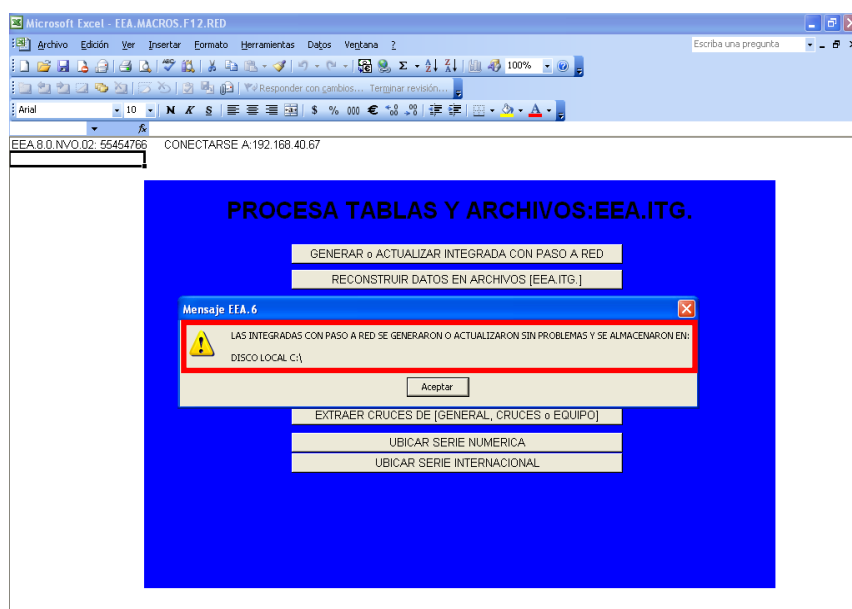 Microsoft Excel - EEA.MACROS.F12.RED
Archivo Edición Ver Insertar Formato Herramientas Datos Ventana ? Escriba una pregunta
100%
Responder con cambios... Terminar revisión...
Arial 10 N K S $ % 000 €
fx
EEA.8.0.NVO.02: 55454766 CONECTARSE A:192.168.40.67
PROCESA TABLAS Y ARCHIVOS:EEA.ITG.
GENERAR o ACTUALIZAR INTEGRADA CON PASO A RED
RECONSTRUIR DATOS EN ARCHIVOS [EEA.ITG.]
Mensaje EEA.6
LAS INTEGRADAS CON PASO A RED SE GENERARON O ACTUALIZARON SIN PROBLEMAS Y SE ALMACENARON EN:
DISCO LOCAL C:\
Aceptar
EXTRAER CRUCES DE [GENERAL, CRUCES o EQUIPO]
UBICAR SERIE NUMERICA
UBICAR SERIE INTERNACIONAL